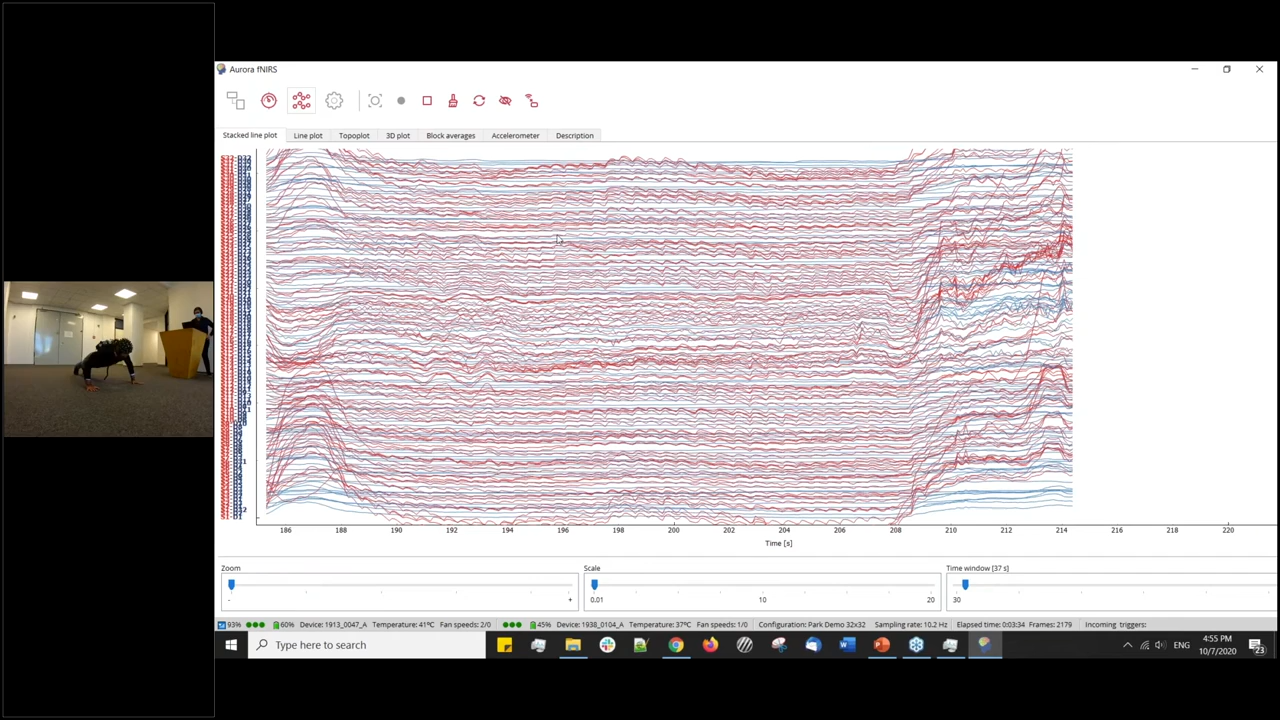 Aurora fNIRS
Stacked line plot
Line plot
Topoplot
3D plot
Block averages
Accelerometer
Description
186 188 190 192 194 196 198 200 202 204 206 208 210 212 214 216 218 220
Time [s]
Zoom
- +
Scale
0.01 10 20
Time window [37 s]
30
93% 60% Device: 1913_0047_A Temperature: 41°C Fan speeds: 2/0 45% Device: 1938_0104_A Temperature: 37°C Fan speeds: 1/0 Configuration: Park Demo 32x32 Sampling rate: 10.2 Hz Elapsed time: 0:03:34 Frames: 2179 Incoming triggers:
Type here to search
ENG
4:55 PM
10/7/2020
23